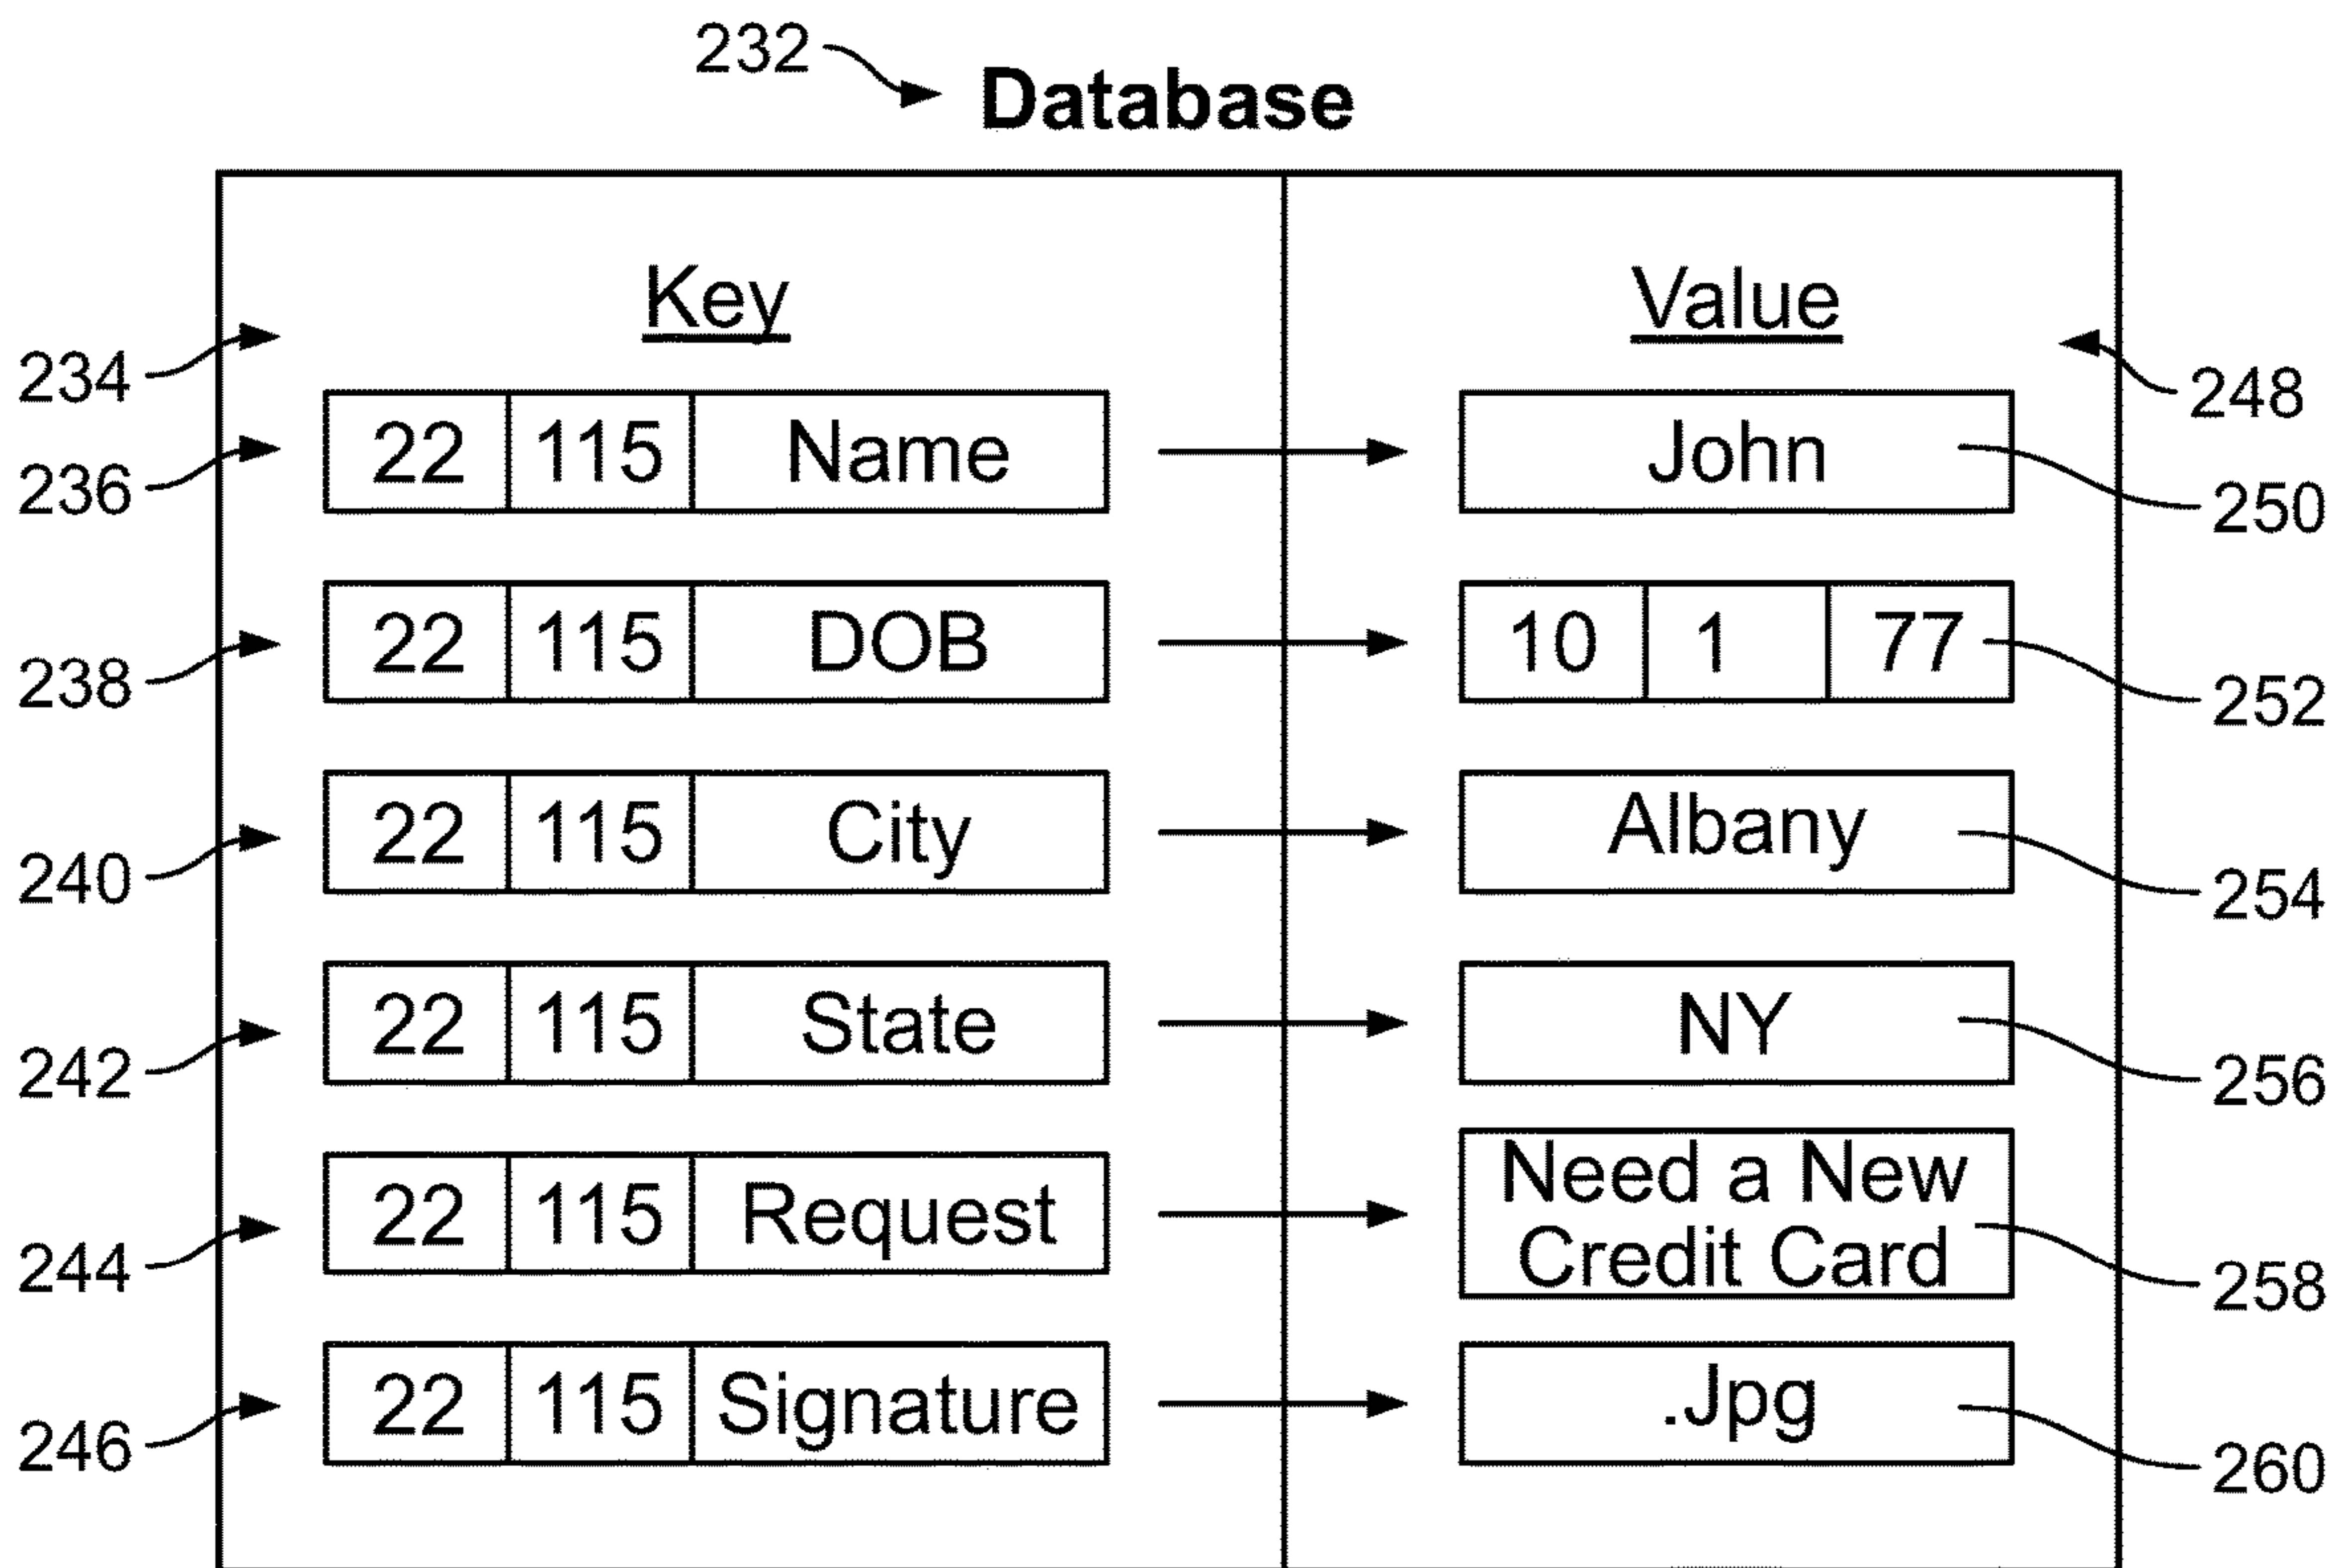 232
Database
Key Value
234 248
236 22 115 Name John 250
238 22 115 DOB 10 1 77 252
240 22 115 City Albany 254
242 22 115 State NY 256
244 22 115 Request Need a New
Credit Card 258
246 22 115 Signature .Jpg 260